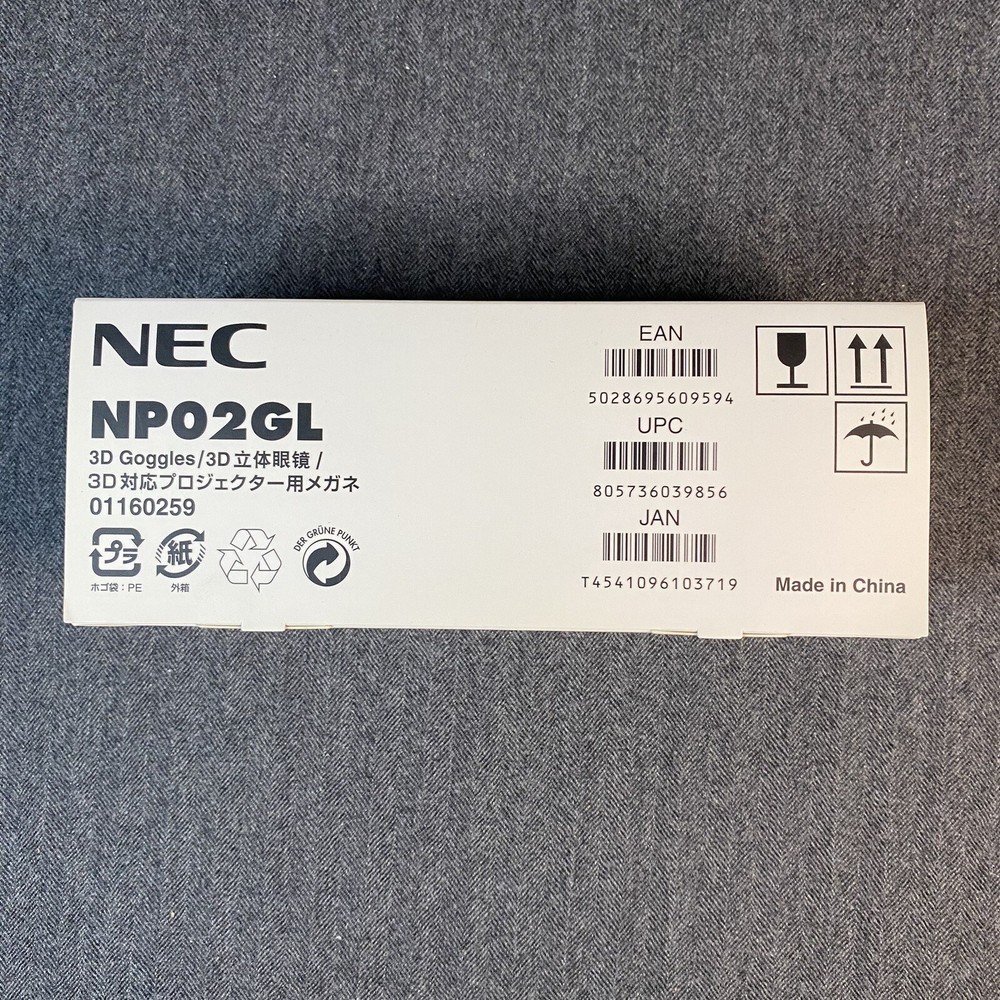 NEC
NP02GL
3D Goggles/3D立体眼镜/
3D対応プロジェクター用メガネ
01160259
プラ
ホゴ袋：PE
紙
外箱
DER GRÜNE PUNKT
EAN
5028695609594
UPC
805736039856
JAN
T4541096103719
Made in China